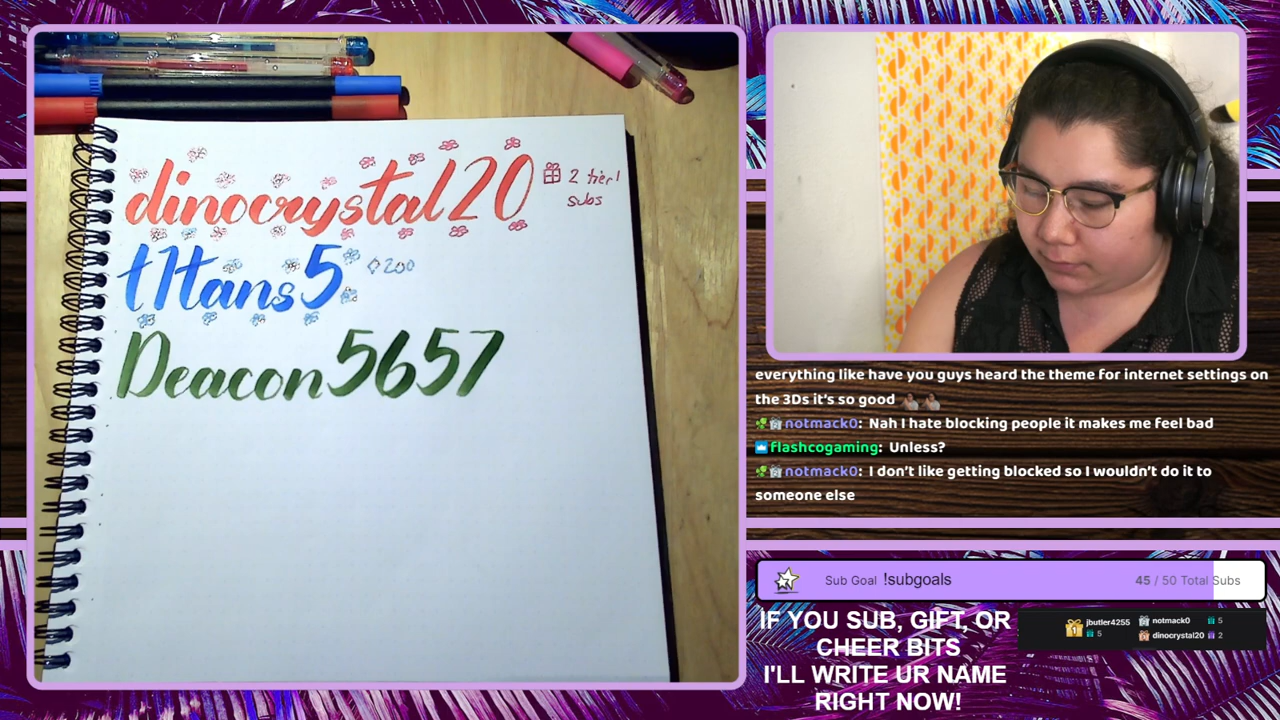 dinocrystal20
2 tier 1
subs
t1tans5
200
Deacon5657
everything like have you guys heard the theme for internet settings on
the 3Ds it's so good
notmack0: Nah I hate blocking people it makes me feel bad
flashcogaming: Unless?
notmack0: I don't like getting blocked so I wouldn't do it to
someone else
Sub Goal !subgoals 45 / 50 Total Subs
IF YOU SUB, GIFT, OR
CHEER BITS
I'LL WRITE UR NAME
RIGHT NOW!
1 jbutler4255 5
notmack0 5
dinocrystal20 2